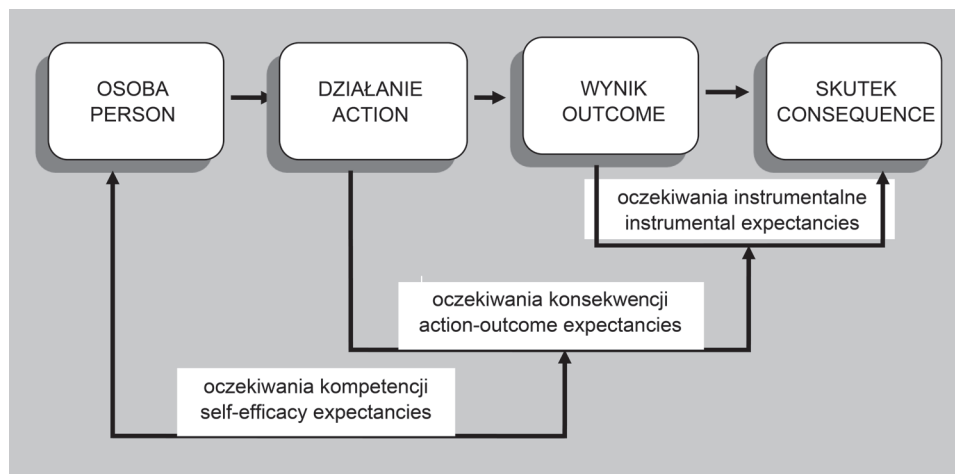 OSOBA
PERSON
DZIAŁANIE
ACTION
WYNIK
OUTCOME
SKUTEK
CONSEQUENCE
oczekiwania instrumentalne
instrumental expectancies
oczekiwania konsekwencji
action-outcome expectancies
oczekiwania kompetencji
self-efficacy expectancies